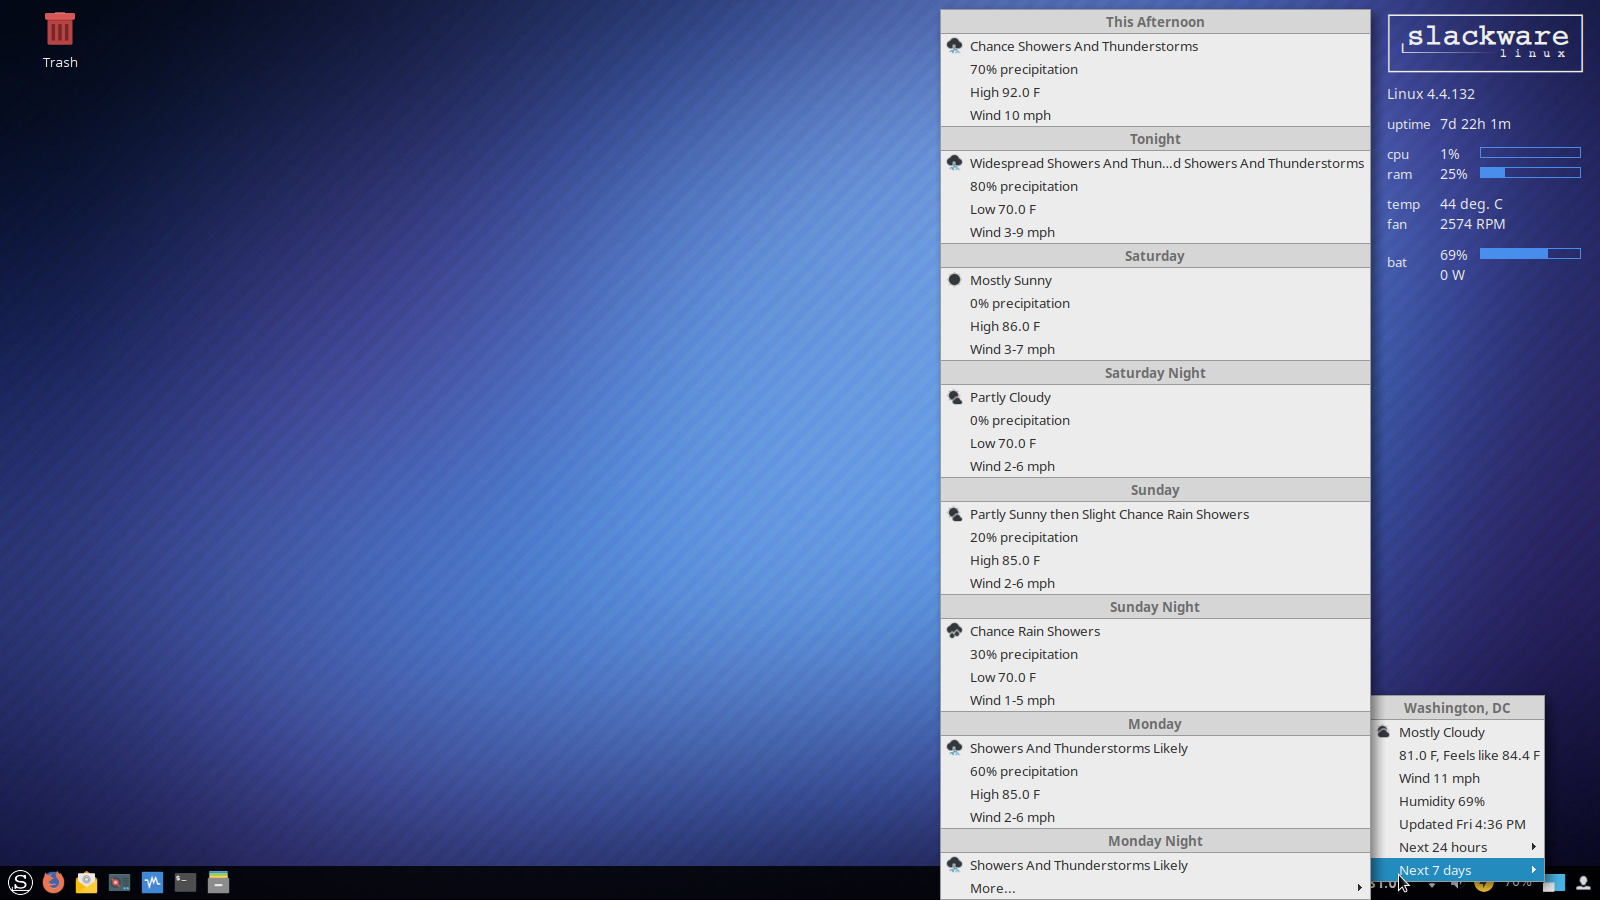 Trash
This Afternoon
Chance Showers And Thunderstorms
70% precipitation
High 92.0 F
Wind 10 mph
Tonight
Widespread Showers And Thun...d Showers And Thunderstorms
80% precipitation
Low 70.0 F
Wind 3-9 mph
Saturday
Mostly Sunny
0% precipitation
High 86.0 F
Wind 3-7 mph
Saturday Night
Partly Cloudy
0% precipitation
Low 70.0 F
Wind 2-6 mph
Sunday
Partly Sunny then Slight Chance Rain Showers
20% precipitation
High 85.0 F
Wind 2-6 mph
Sunday Night
Chance Rain Showers
30% precipitation
Low 70.0 F
Wind 1-5 mph
Monday
Showers And Thunderstorms Likely
60% precipitation
High 85.0 F
Wind 2-6 mph
Monday Night
Showers And Thunderstorms Likely
More...
slackware
linux
Linux 4.4.132
uptime 7d 22h 1m
cpu 1%
ram 25%
temp 44 deg. C
fan 2574 RPM
bat 69%
0 W
Washington, DC
Mostly Cloudy
81.0 F, Feels like 84.4 F
Wind 11 mph
Humidity 69%
Updated Fri 4:36 PM
Next 24 hours
Next 7 days